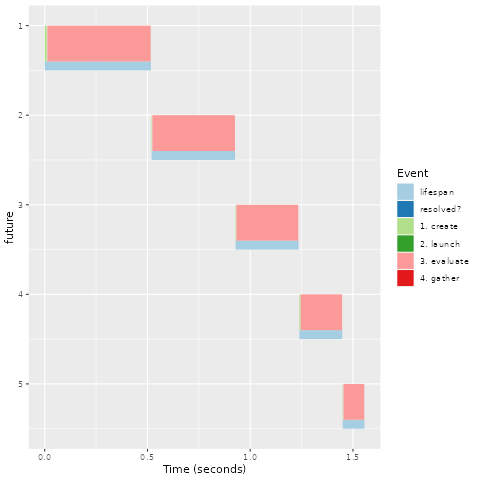 1
2
3
4
5
future
0.0 0.5 1.0 1.5
Time (seconds)
Event
lifespan
resolved?
1. create
2. launch
3. evaluate
4. gather